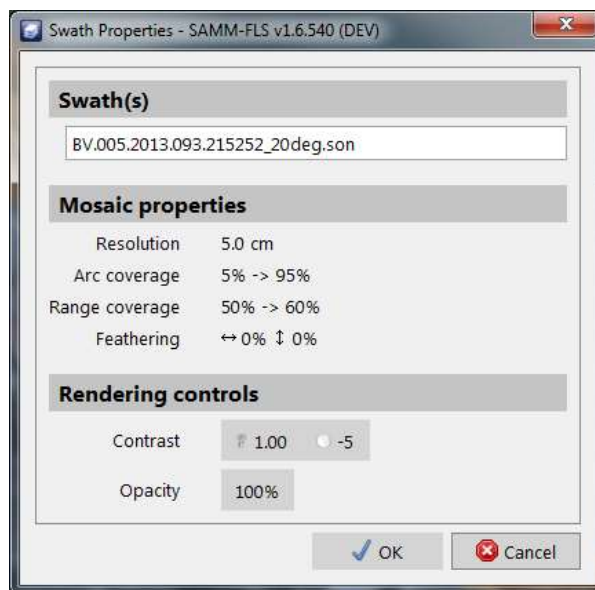 Swath Properties - SAMM-FLS v1.6.540 (DEV)
Swath(s)
BV.005.2013.093.215252_20deg.son
Mosaic properties
Resolution 5.0 cm
Arc coverage 5% -> 95%
Range coverage 50% -> 60%
Feathering ↔ 0% ↕ 0%
Rendering controls
Contrast 1.00 -5
Opacity 100%
OK Cancel